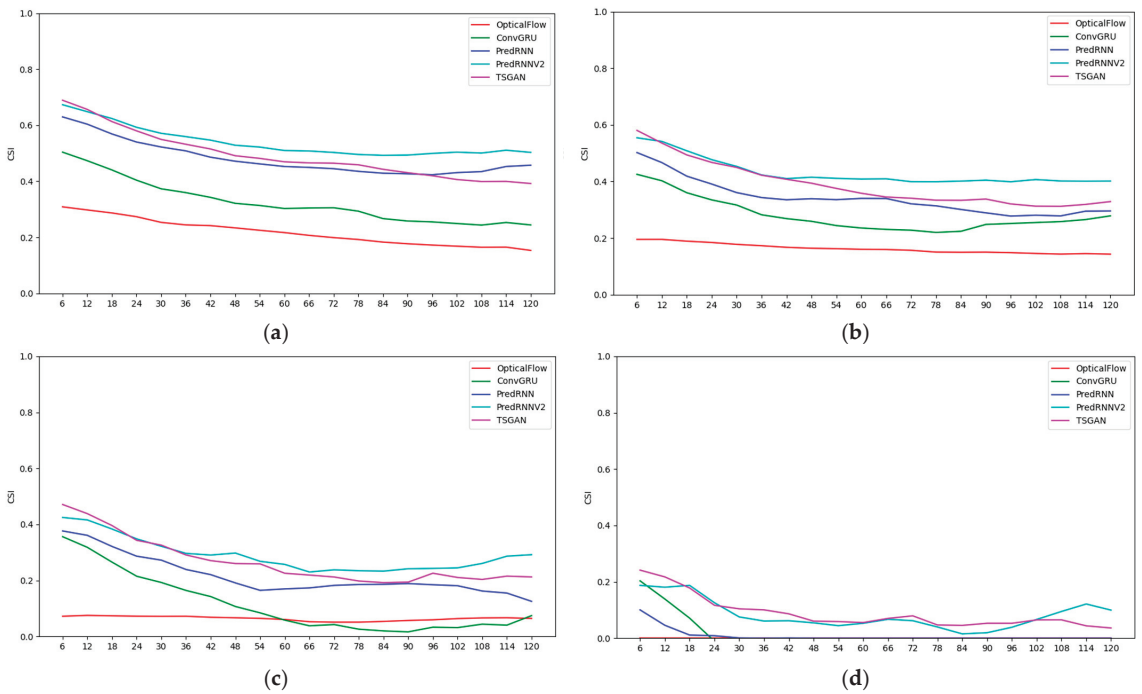 1.0
0.8
0.6
0.4
0.2
0.0
CSI
OpticalFlow
ConvGRU
PredRNN
PredRNNV2
TSGAN
6 12 18 24 30 36 42 48 54 60 66 72 78 84 90 96 102 108 114 120
(a)
1.0
0.8
0.6
0.4
0.2
0.0
OpticalFlow
ConvGRU
PredRNN
PredRNNV2
TSGAN
6 12 18 24 30 36 42 48 54 60 66 72 78 84 90 96 102 108 114 120
(b)
1.0
0.8
0.6
0.4
0.2
0.0
CSI
OpticalFlow
ConvGRU
PredRNN
PredRNNV2
TSGAN
6 12 18 24 30 36 42 48 54 60 66 72 78 84 90 96 102 108 114 120
(c)
1.0
0.8
0.6
0.4
0.2
0.0
CSI
OpticalFlow
ConvGRU
PredRNN
PredRNNV2
TSGAN
6 12 18 24 30 36 42 48 54 60 66 72 78 84 90 96 102 108 114 120
(d)